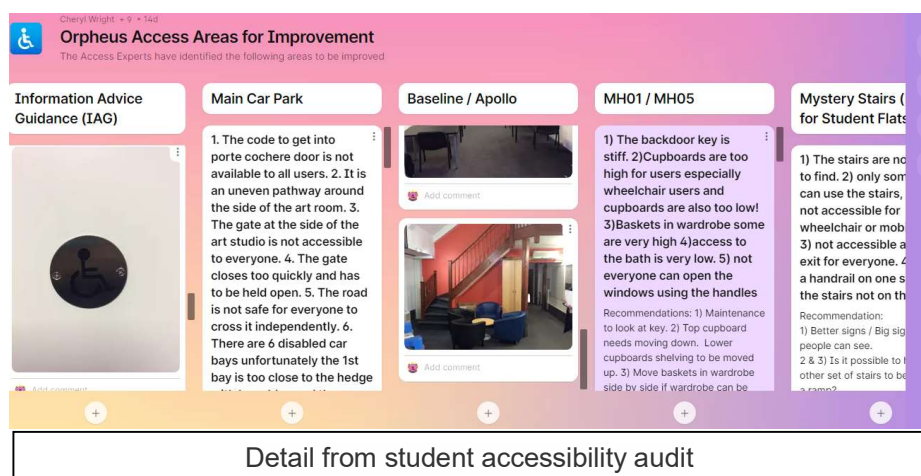 Cheryl Wright + 9 • 14d
Orpheus Access Areas for Improvement
The Access Experts have identified the following areas to be improved
Information Advice
Guidance (IAG)
Add comment
Main Car Park
1. The code to get into
porte cochere door is not
available to all users. 2. It is
an uneven pathway around
the side of the art room. 3.
The gate at the side of the
art studio is not accessible
to everyone. 4. The gate
closes too quickly and has
to be held open. 5. The road
is not safe for everyone to
cross it independently. 6.
There are 6 disabled car
bays unfortunately the 1st
bay is too close to the hedge
Baseline / Apollo
Add comment
Add comment
MH01 / MH05
1) The backdoor key is
stiff. 2)Cupboards are too
high for users especially
wheelchair users and
cupboards are also too low!
3)Baskets in wardrobe some
are very high 4)access to
the bath is very low. 5) not
everyone can open the
windows using the handles
Recommendations: 1) Maintenance
to look at key. 2) Top cupboard
needs moving down. Lower
cupboards shelving to be moved
up. 3) Move baskets in wardrobe
side by side if wardrobe can be
Mystery Stairs (
for Student Flats
1) The stairs are no
to find. 2) only som
can use the stairs,
not accessible for
wheelchair or mob
3) not accessible a
exit for everyone.
a handrail on one s
the stairs not on th
Recommendation:
1) Better signs / Big sig
people can see.
2 & 3) Is it possible to
other set of stairs to be
a ramp?
Detail from student accessibility audit